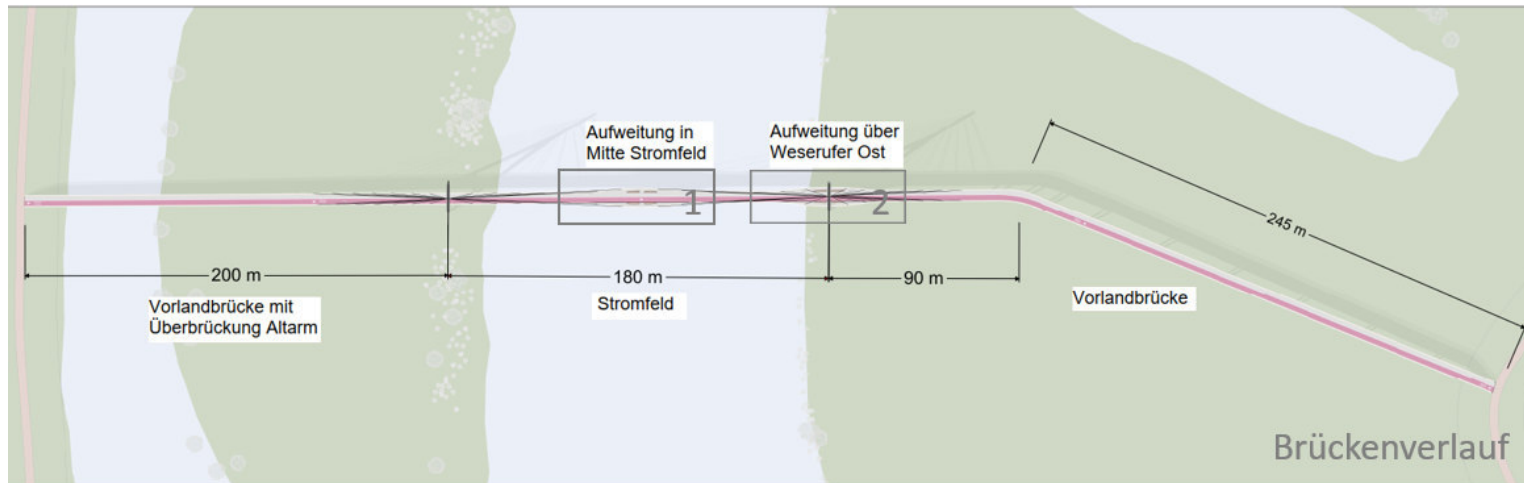 Aufweitung in
Mitte Stromfeld
Aufweitung über
Weserufer Ost
1
2
245 m
200 m
180 m
90 m
Vorlandbrücke mit
Überbrückung Altarm
Stromfeld
Vorlandbrücke
Brückenverlauf